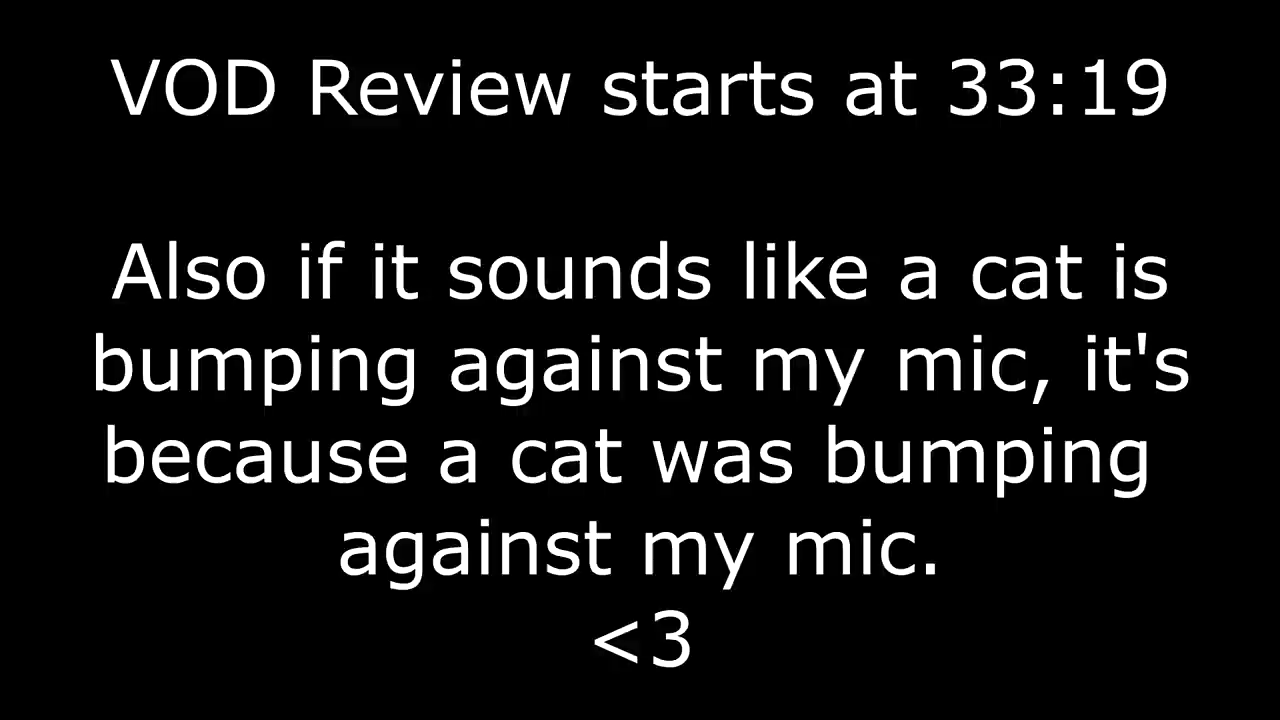 VOD Review starts at 33:19
Also if it sounds like a cat is
bumping against my mic, it's
because a cat was bumping
against my mic.
<3